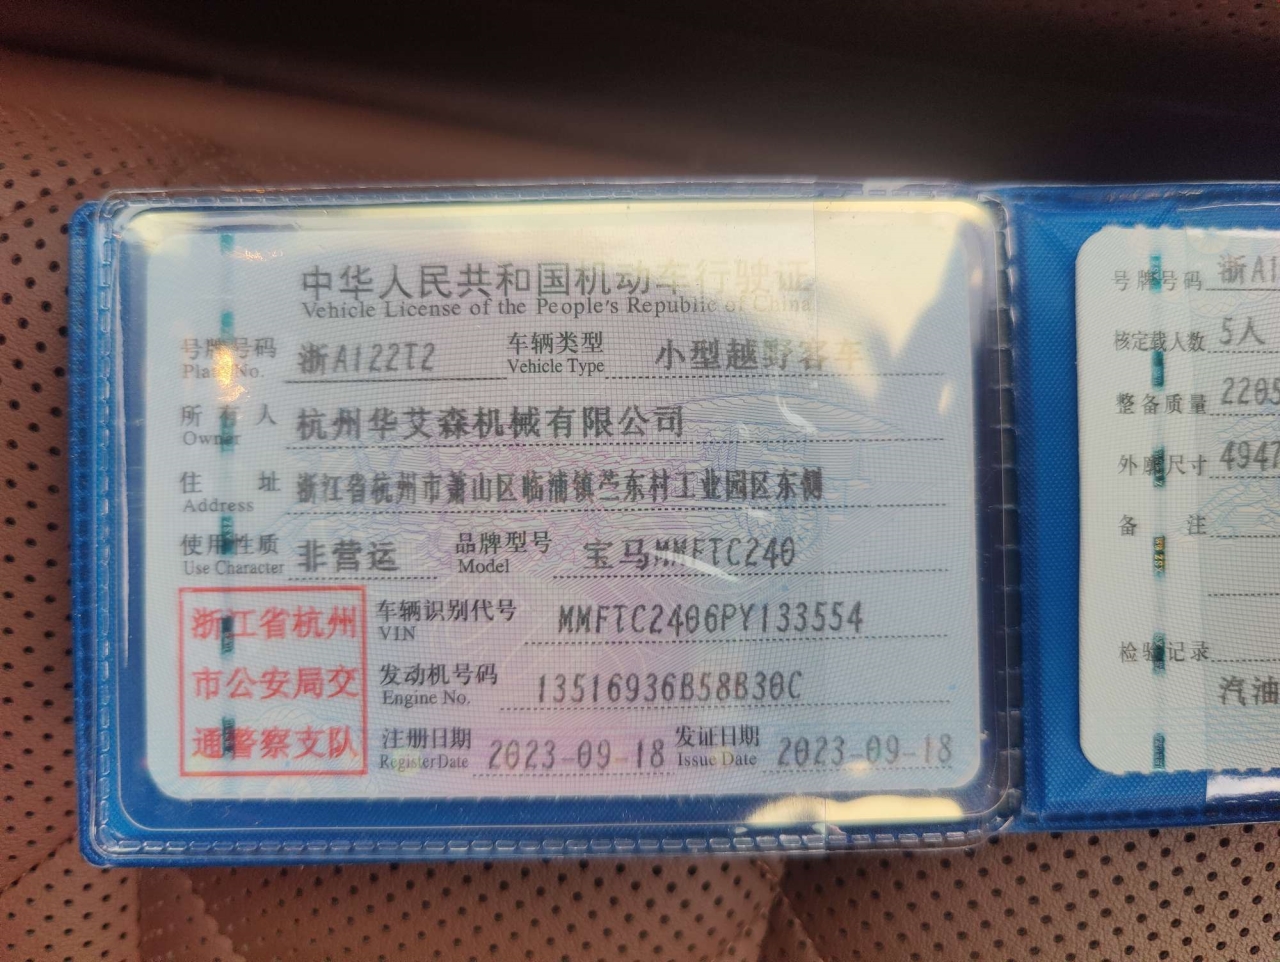 中华人民共和国机动车行驶证
Vehicle License of the People's Republic of China
号牌号码 浙A122T2 车辆类型 小型越野客车
Plate No. Vehicle Type
所有人 杭州华艾森机械有限公司
Owner
住址 浙江省杭州市萧山区临浦镇苎东村工业园区东侧
Address
使用性质 非营运 品牌型号 宝马MMFTC240
Use Character Model
浙江省杭州
市公安局交
通警察支队
车辆识别代号 MMFTC2406PY133554
VIN
发动机号码 13516936B58B30C
Engine No.
注册日期 2023-09-18 发证日期 2023-09-18
Register Date Issue Date
号牌号码 浙A1
核定载人数 5人
整备质量 2205
外廓尺寸 4947
备注
检验记录
汽油